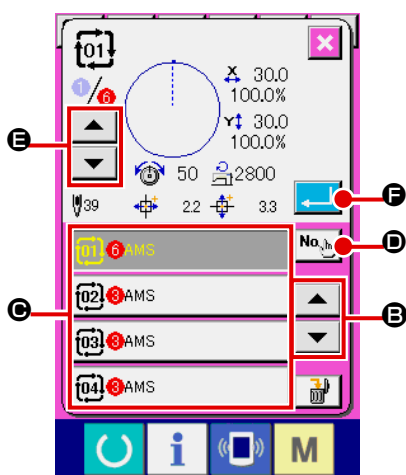 01
X 30.0
100.0%
1/6
Y 30.0
100.0%
E
50 2800
F
39 2.2 3.3
No.
D
01 6 AMS
02 3 AMS
B
C
03 3 AMS
04 3 AMS
i M